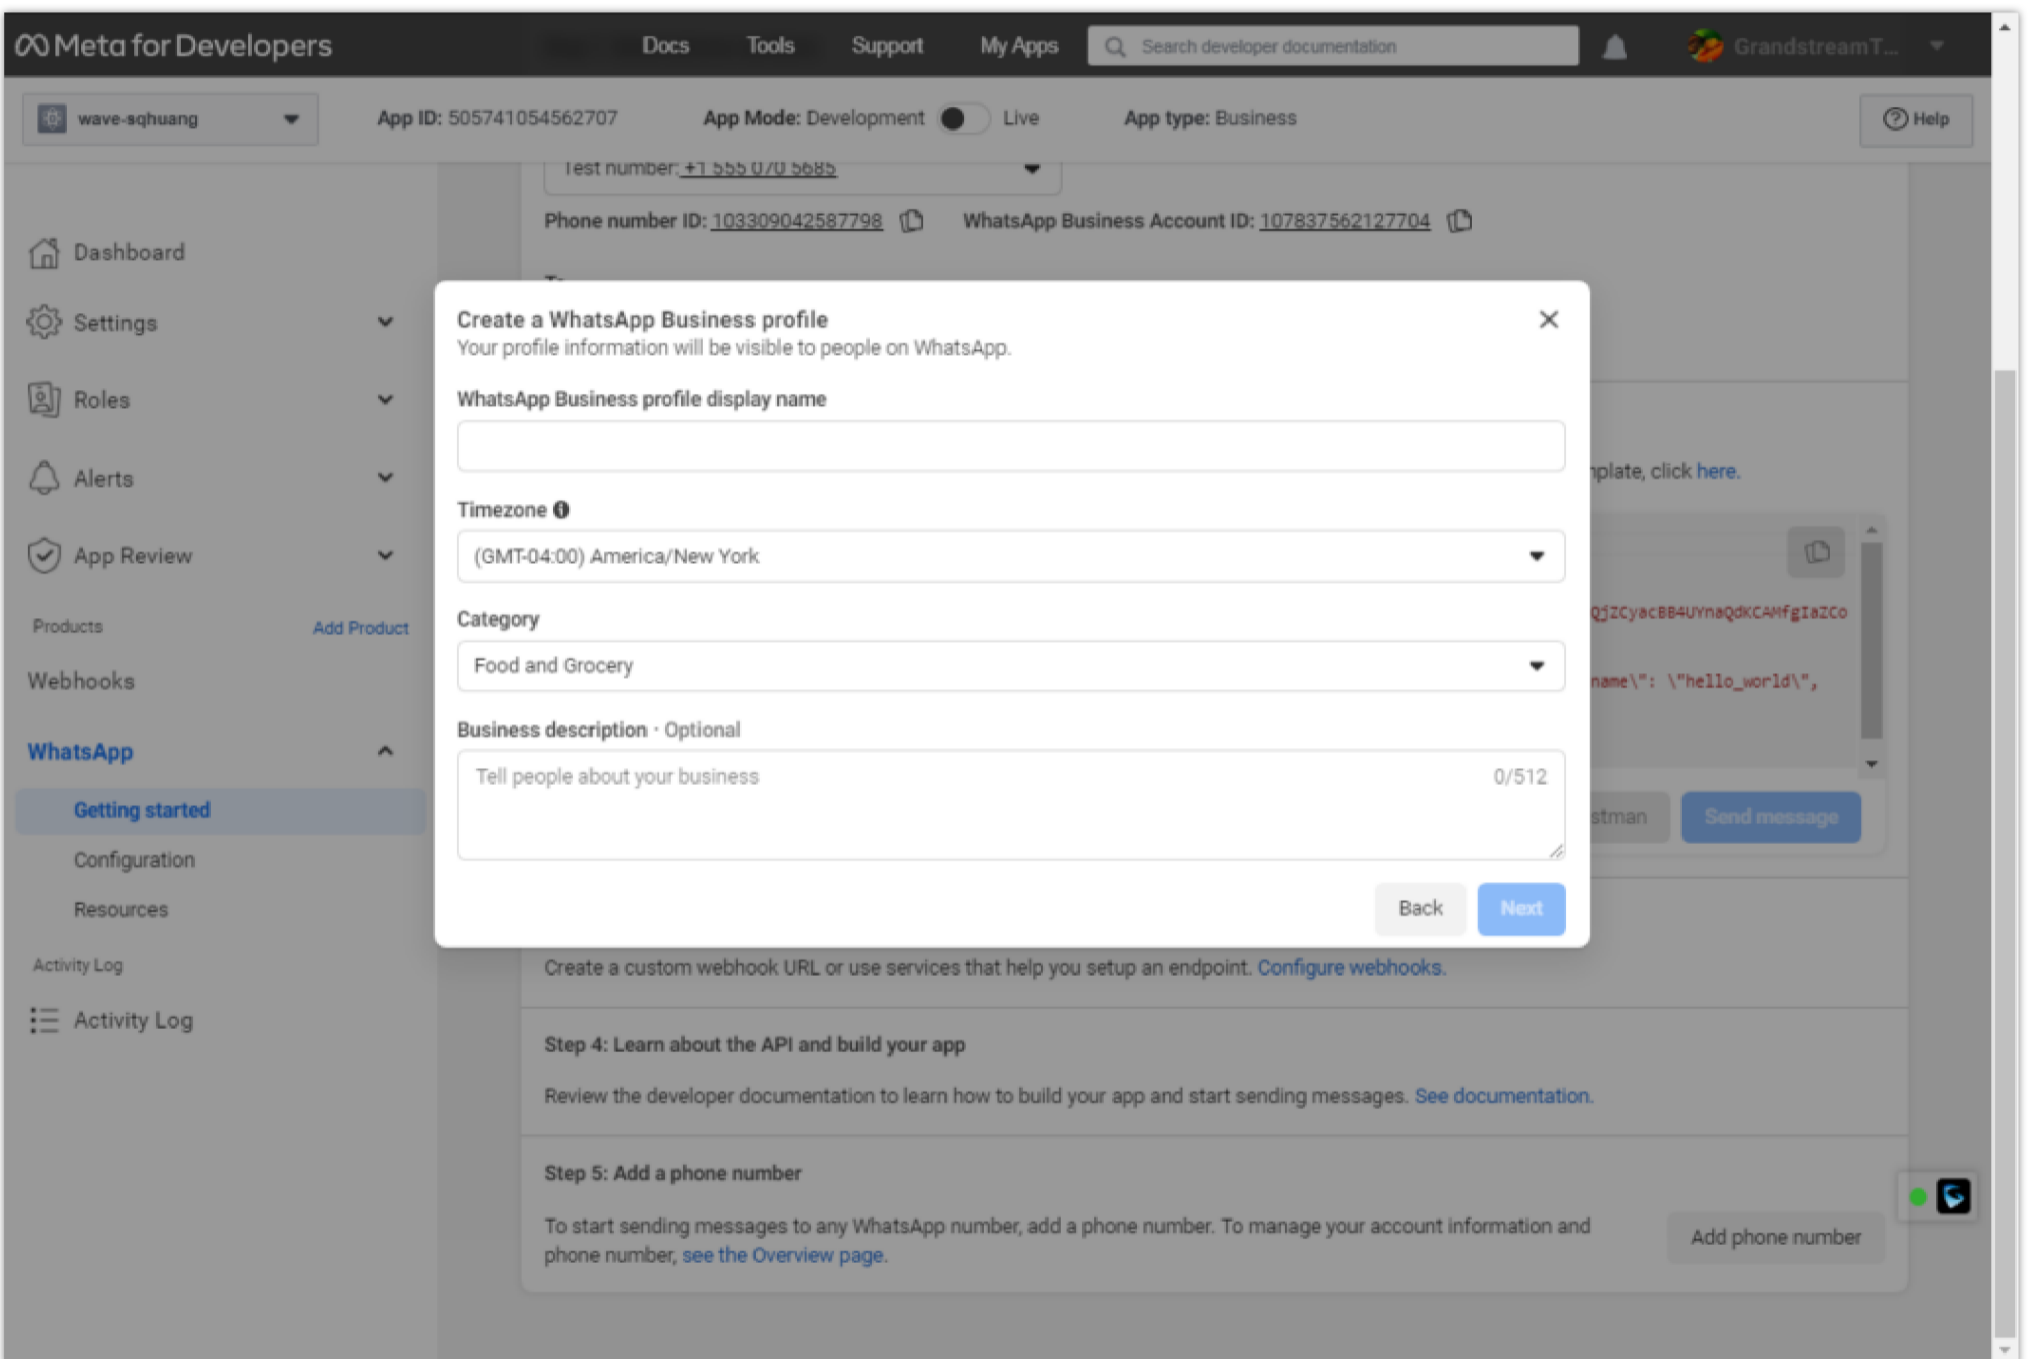 Meta for Developers
Docs
Tools
Support
My Apps
Search developer documentation
GrandstreamT...
wave-sqhuang
App ID: 505741054562707
App Mode: Development
Live
App type: Business
Help
Test number: +1 555 070 5685
Phone number ID: 103309042587798
WhatsApp Business Account ID: 107837562127704
Dashboard
Settings
Roles
Alerts
App Review
Products
Add Product
Webhooks
WhatsApp
Getting started
Configuration
Resources
Activity Log
Activity Log
Create a WhatsApp Business profile
Your profile information will be visible to people on WhatsApp.
WhatsApp Business profile display name
Timezone
(GMT-04:00) America/New York
Category
Food and Grocery
Business description · Optional
Tell people about your business
0/512
Back
Next
mplate, click here.
QjZCyacBB4UYnaQdKCAMfgIaZCo
name\": \"hello_world\",
stman
Send message
Create a custom webhook URL or use services that help you setup an endpoint. Configure webhooks.
Step 4: Learn about the API and build your app
Review the developer documentation to learn how to build your app and start sending messages. See documentation.
Step 5: Add a phone number
To start sending messages to any WhatsApp number, add a phone number. To manage your account information and
phone number, see the Overview page.
Add phone number